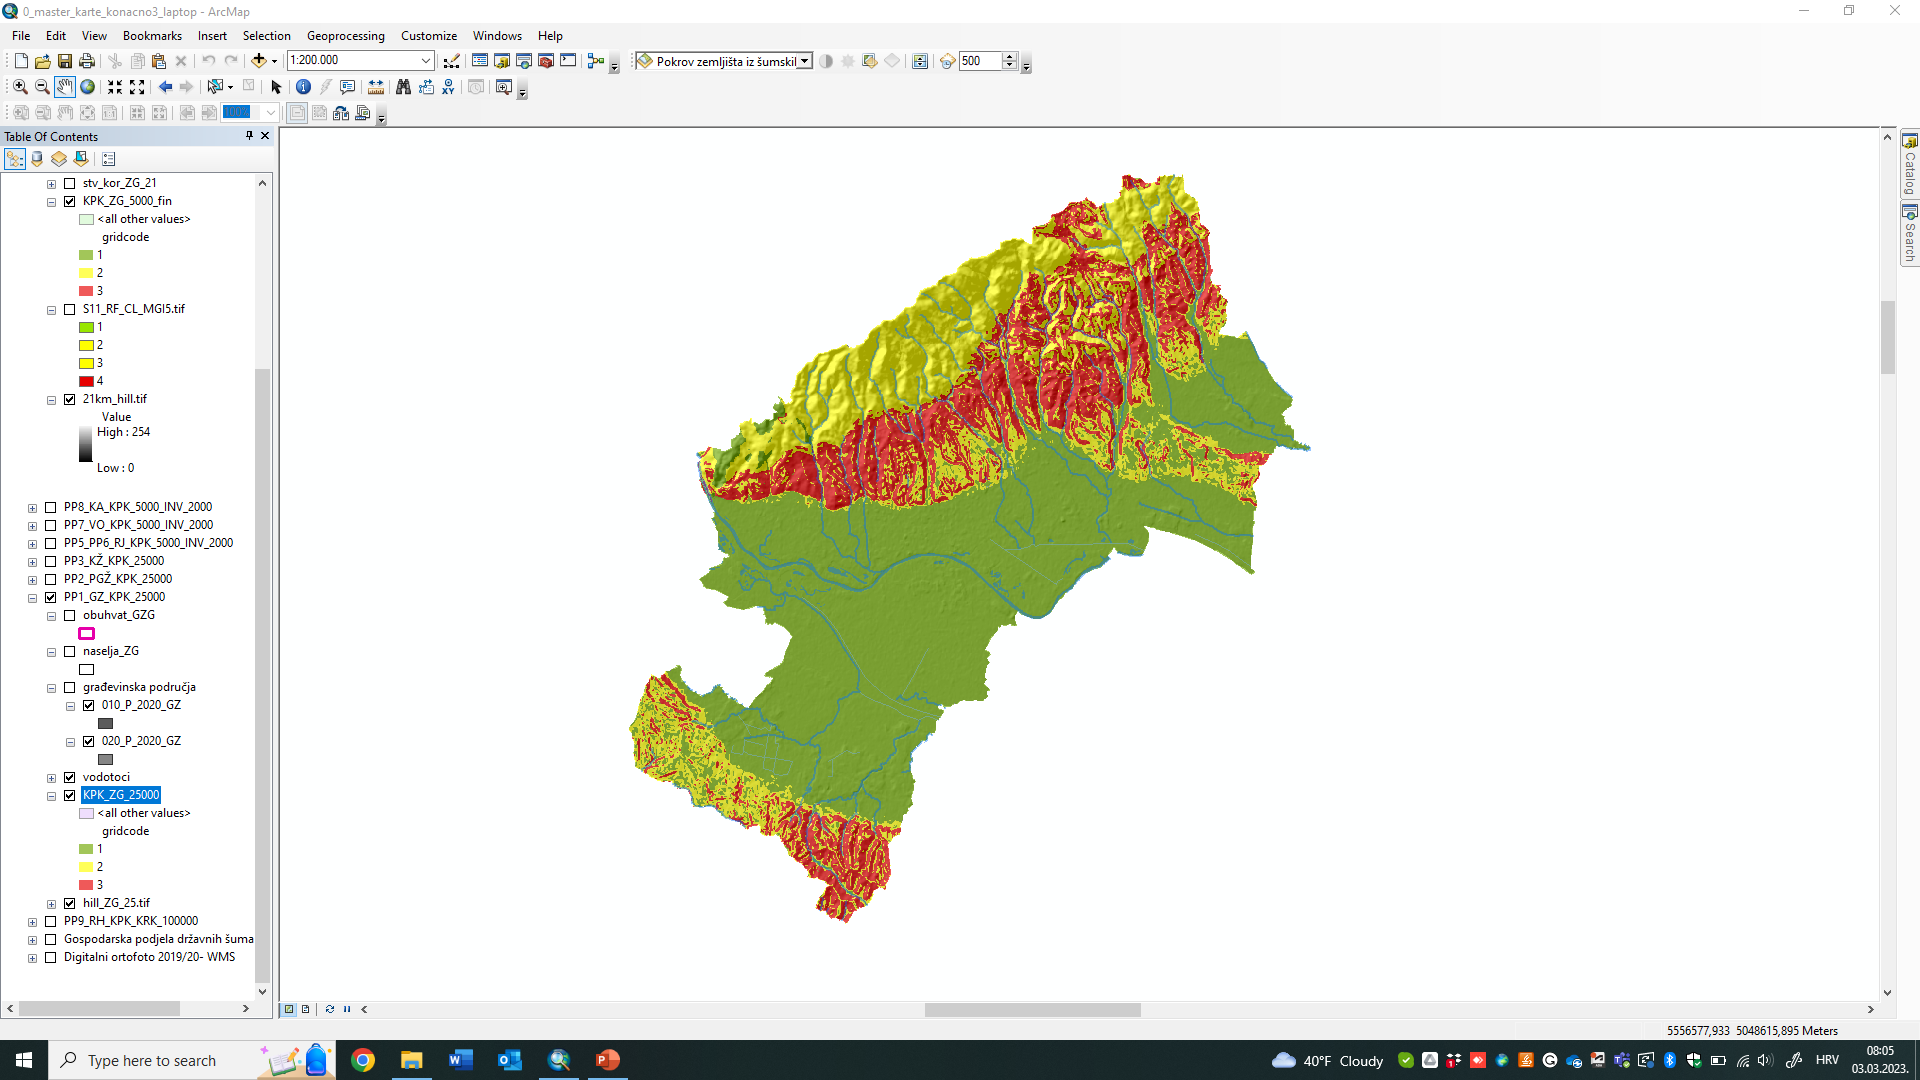 0_master_karte_konacno3_laptop - ArcMap
File Edit View Bookmarks Insert Selection Geoprocessing Customize Windows Help
1:200.000
Pokrov zemljišta iz šumskil
500
100%
Table Of Contents
stv_kor_ZG_21
KPK_ZG_5000_fin
<all other values>
gridcode
1
2
3
S11_RF_CL_MGI5.tif
1
2
3
4
21km_hill.tif
Value
High : 254
Low : 0
PP8_KA_KPK_5000_INV_2000
PP7_VO_KPK_5000_INV_2000
PP5_PP6_RJ_KPK_5000_INV_2000
PP3_KŽ_KPK_25000
PP2_PGŽ_KPK_25000
PP1_GZ_KPK_25000
obuhvat_GZG
naselja_ZG
građevinska područja
010_P_2020_GZ
020_P_2020_GZ
vodotoci
KPK_ZG_25000
<all other values>
gridcode
1
2
3
hill_ZG_25.tif
PP9_RH_KPK_KRK_100000
Gospodarska podjela državnih šuma
Digitalni ortofoto 2019/20- WMS
Catalog
Search
5556577,933 5048615,895 Meters
Type here to search
40°F Cloudy
HRV
08:05
03.03.2023.